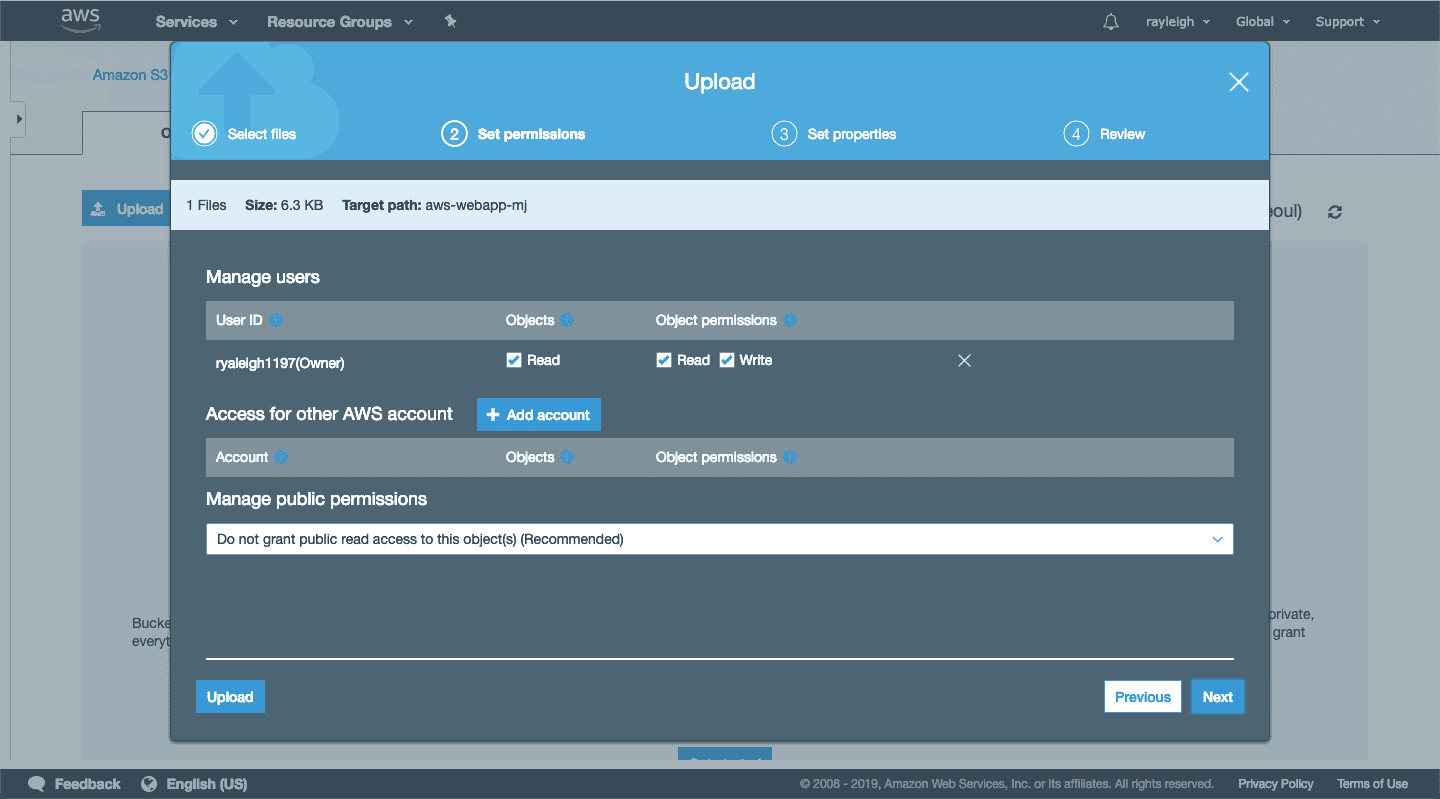 aws
Services
Resource Groups
rayleigh
Global
Support
Amazon S3
Upload
Select files
2 Set permissions
3 Set properties
4 Review
Upload
1 Files Size: 6.3 KB Target path: aws-webapp-mj
Manage users
User ID Objects Object permissions
ryaleigh1197(Owner) Read Read Write
Access for other AWS account + Add account
Account Objects Object permissions
Manage public permissions
Do not grant public read access to this object(s) (Recommended)
private,
grant
Upload Previous Next
Feedback English (US) © 2008 - 2019, Amazon Web Services, Inc. or its affiliates. All rights reserved. Privacy Policy Terms of Use